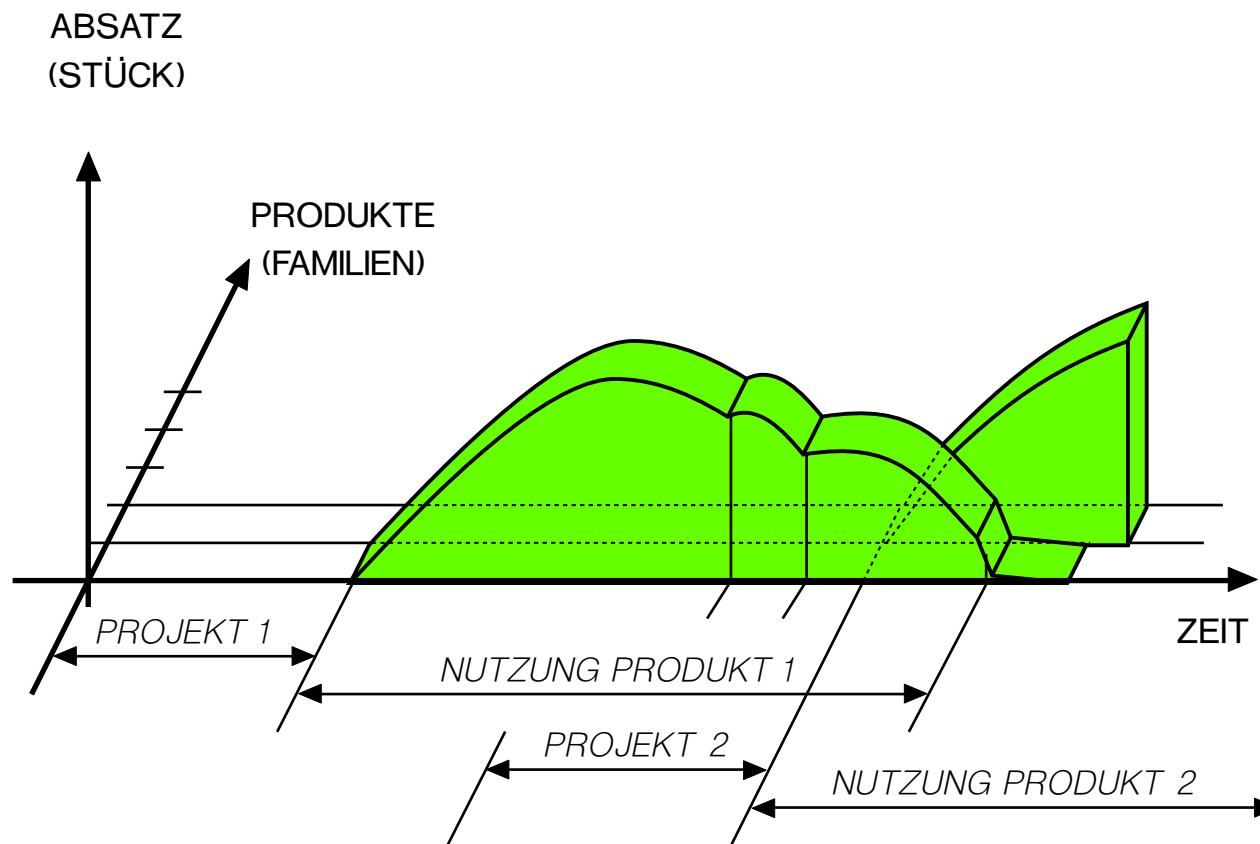 ABSATZ
(STÜCK)
PRODUKTE
(FAMILIEN)
ZEIT
PROJEKT 1
NUTZUNG PRODUKT 1
PROJEKT 2
NUTZUNG PRODUKT 2